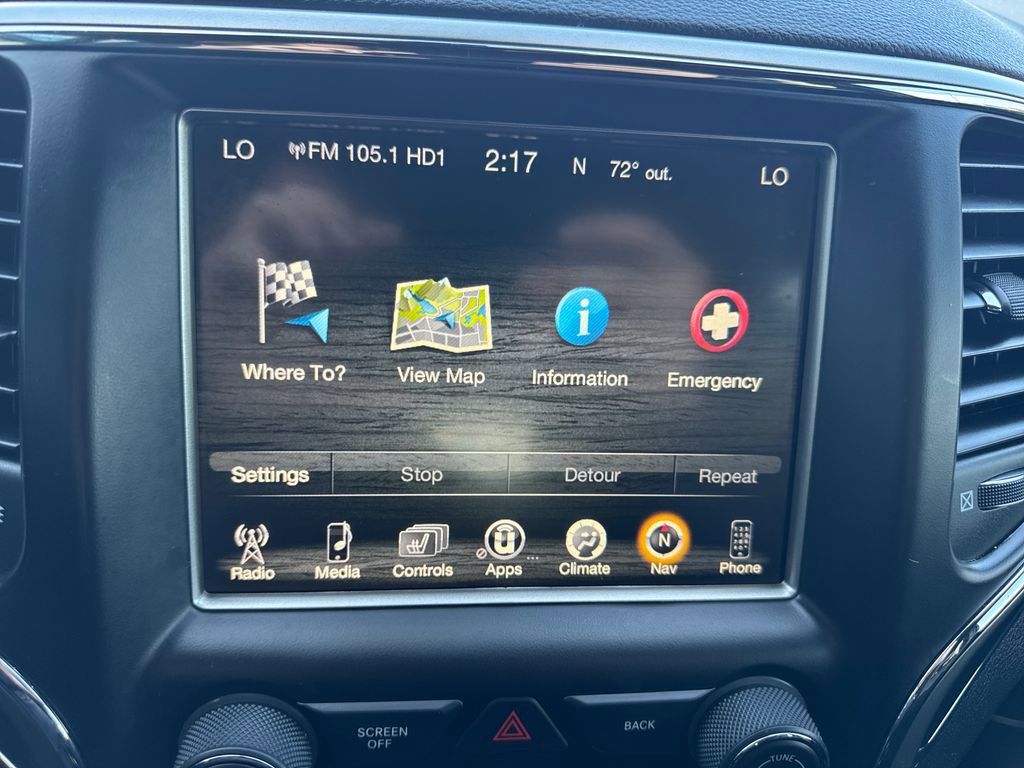 LO FM 105.1 HD1 2:17 N 72° out. LO
Where To? View Map Information Emergency
Settings Stop Detour Repeat
N
Radio Media Controls Apps ... Climate Nav Phone
SCREEN OFF BACK
TUNE